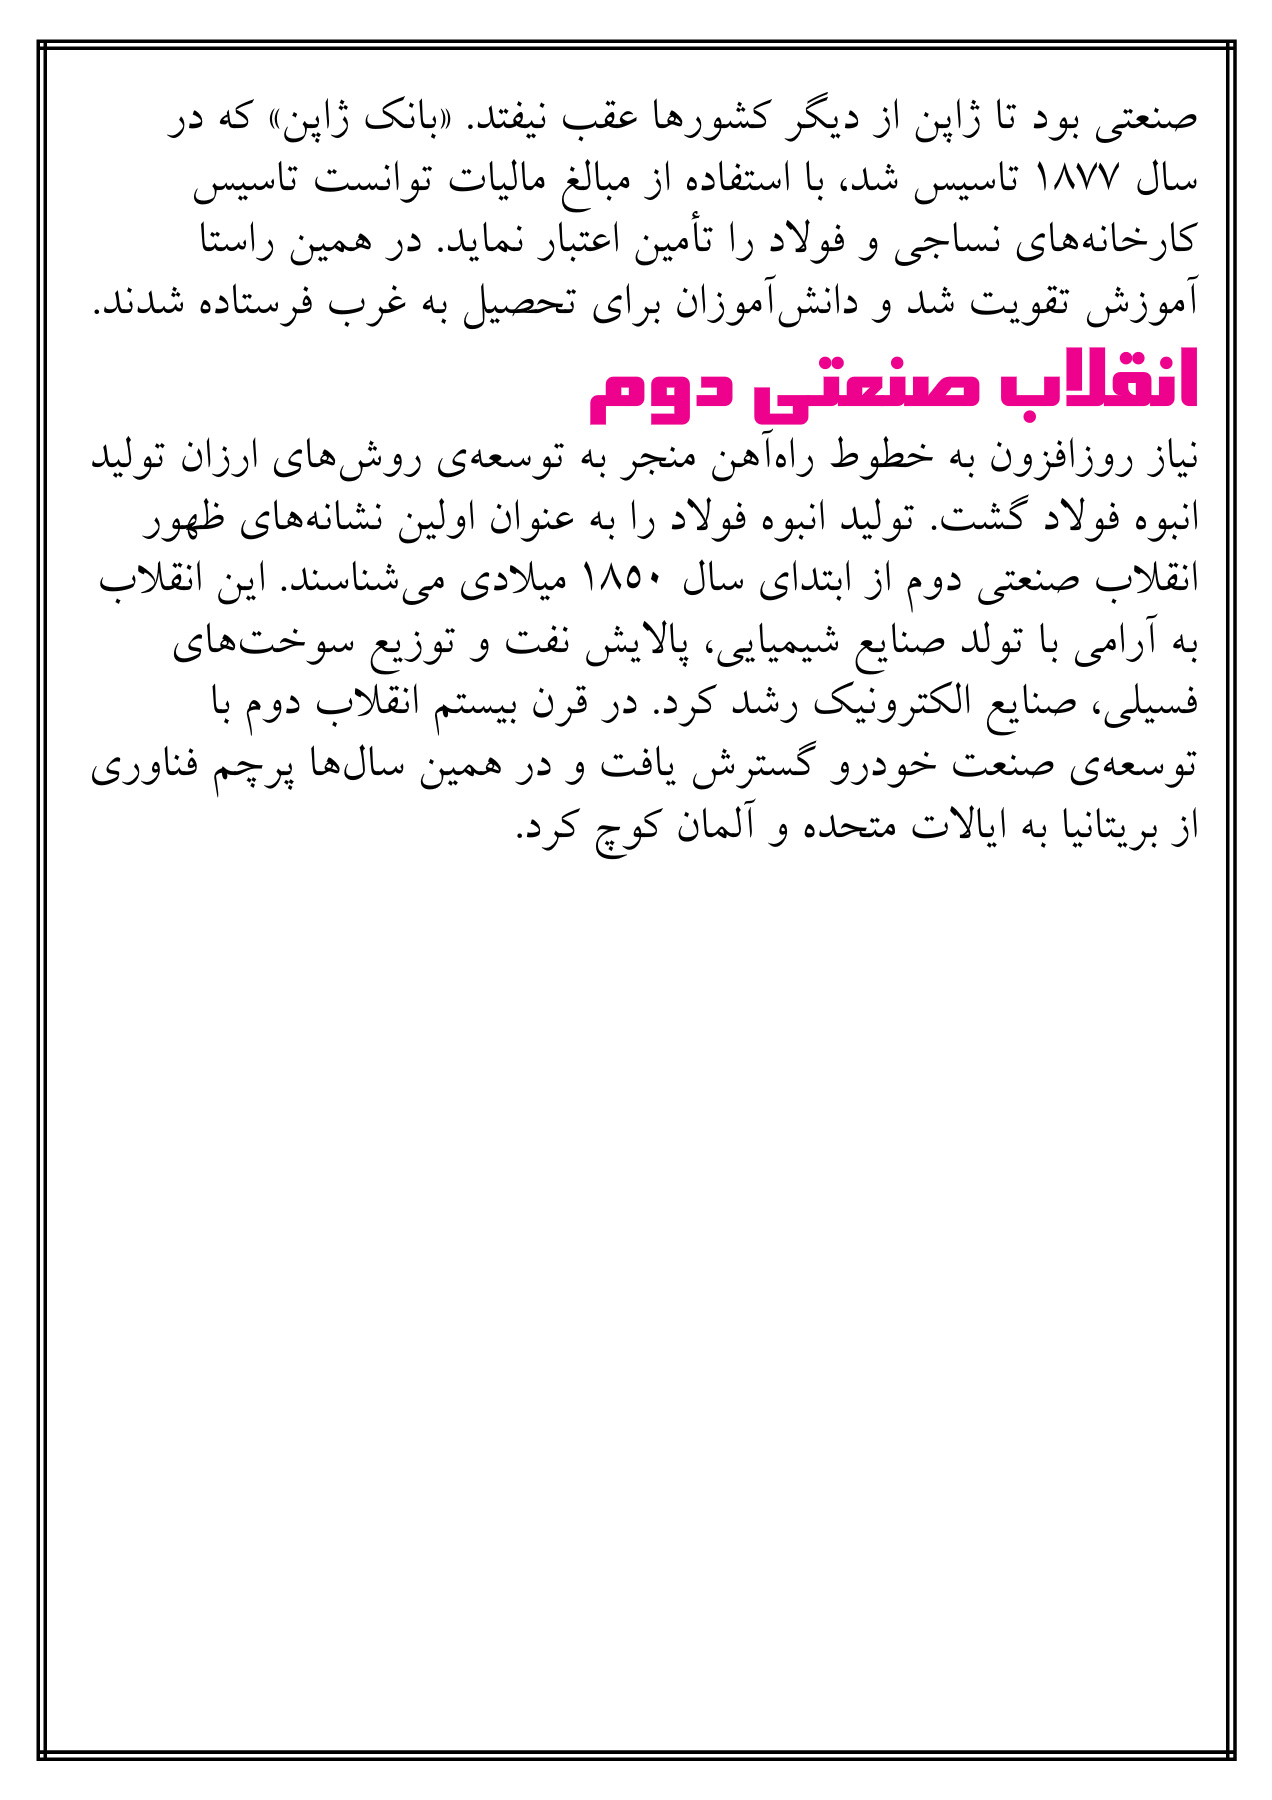 صنعتی بود تا ژاپن از دیگر کشورها عقب نیفتد. «بانک ژاپن» که در
سال ۱۸۷۷ تاسیس شد، با استفاده از مبالغ مالیات توانست تاسیس
کارخانه‌های نساجی و فولاد را تأمین اعتبار نماید. در همین راستا
آموزش تقویت شد و دانش‌آموزان برای تحصیل به غرب فرستاده شدند.
انقلاب صنعتی دوم
نیاز روزافزون به خطوط راه‌آهن منجر به توسعه‌ی روش‌های ارزان تولید
انبوه فولاد گشت. تولید انبوه فولاد را به عنوان اولین نشانه‌های ظهور
انقلاب صنعتی دوم از ابتدای سال ۱۸۵۰ میلادی می‌شناسند. این انقلاب
به آرامی با تولد صنایع شیمیایی، پالایش نفت و توزیع سوخت‌های
فسیلی، صنایع الکترونیک رشد کرد. در قرن بیستم انقلاب دوم با
توسعه‌ی صنعت خودرو گسترش یافت و در همین سال‌ها پرچم فناوری
از بریتانیا به ایالات متحده و آلمان کوچ کرد.